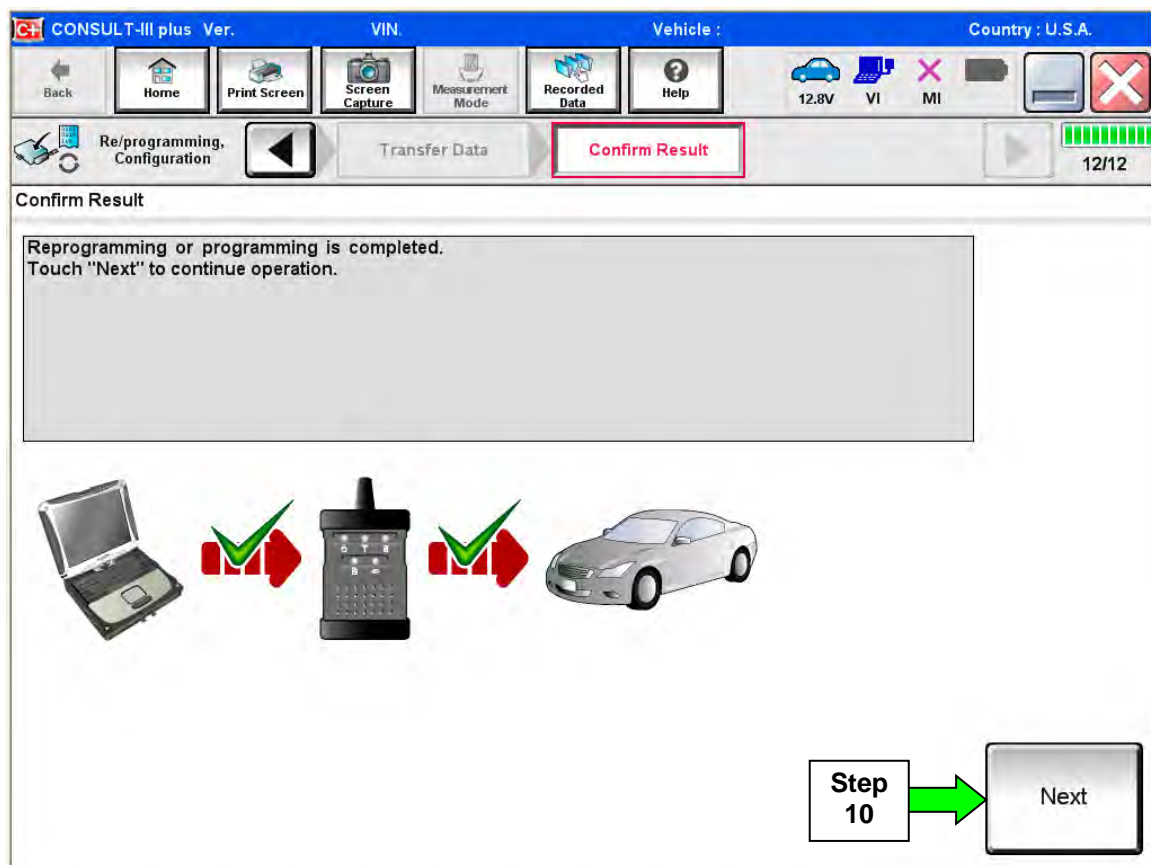 C+ CONSULT-III plus Ver. VIN. Vehicle : Country : U.S.A.
Back
Home
Print Screen
Screen
Capture
Measurement
Mode
Recorded
Data
Help
12.8V
VI
MI
Re/programming,
Configuration
Transfer Data
Confirm Result
12/12
Confirm Result
Reprogramming or programming is completed.
Touch "Next" to continue operation.
Step
10
Next